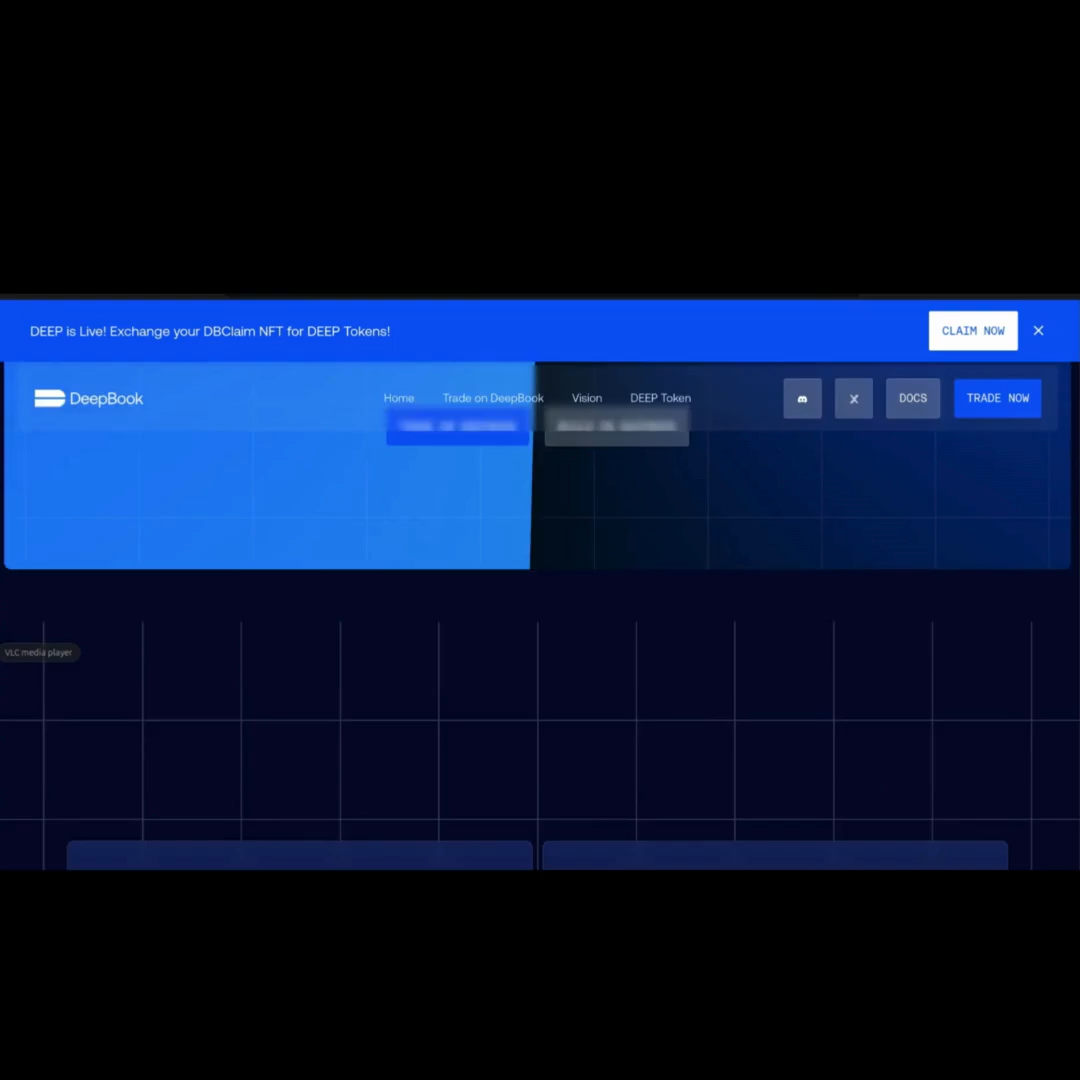 DEEP is Live! Exchange your DBClaim NFT for DEEP Tokens!
CLAIM NOW
DeepBook
Home
Trade on DeepBook
Vision
DEEP Token
DOCS
TRADE NOW
VLC media player